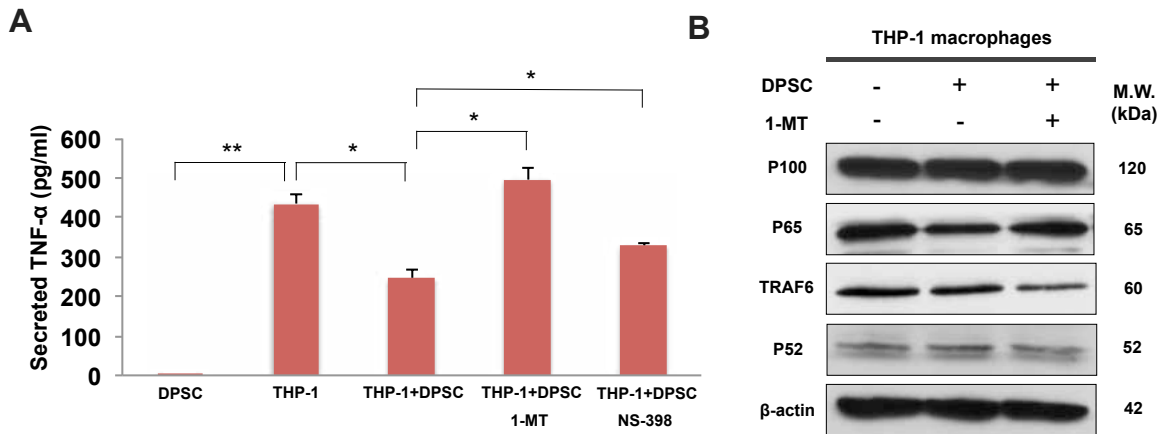 A
Secreted TNF-α (pg/ml)
600
500
400
300
200
100
0
**
*
*
*
DPSC
THP-1
THP-1+DPSC
THP-1+DPSC
1-MT
THP-1+DPSC
NS-398
B
THP-1 macrophages
DPSC - + +
1-MT - - +
M.W.
(kDa)
P100 120
P65 65
TRAF6 60
P52 52
β-actin 42